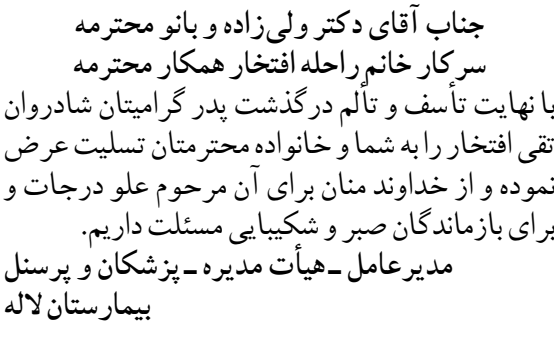 جناب آقای دکتر ولی‌زاده و بانو محترمه
سرکار خانم راحله افتخار همکار محترمه
با نهایت تأسف و تألم درگذشت پدر گرامیتان شادروان
تقی افتخار را به شما و خانواده محترمتان تسلیت عرض
نموده و از خداوند منان برای آن مرحوم علو درجات و
برای بازماندگان صبر و شکیبایی مسئلت داریم.
مدیرعامل ـ هیأت مدیره ـ پزشکان و پرسنل
بیمارستان لاله